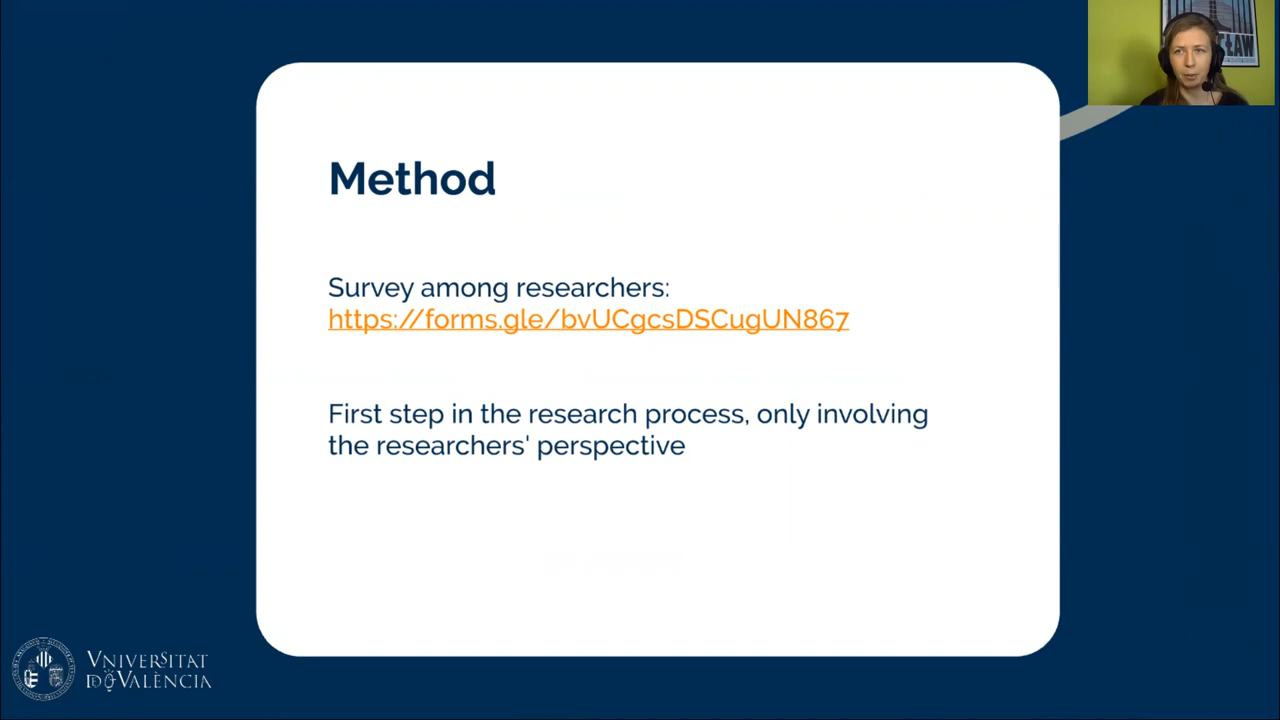 Method
Survey among researchers:
https://forms.gle/bvUCgcsDSCugUN867
First step in the research process, only involving
the researchers' perspective
VNIVERSITAT
D VALÈNCIA